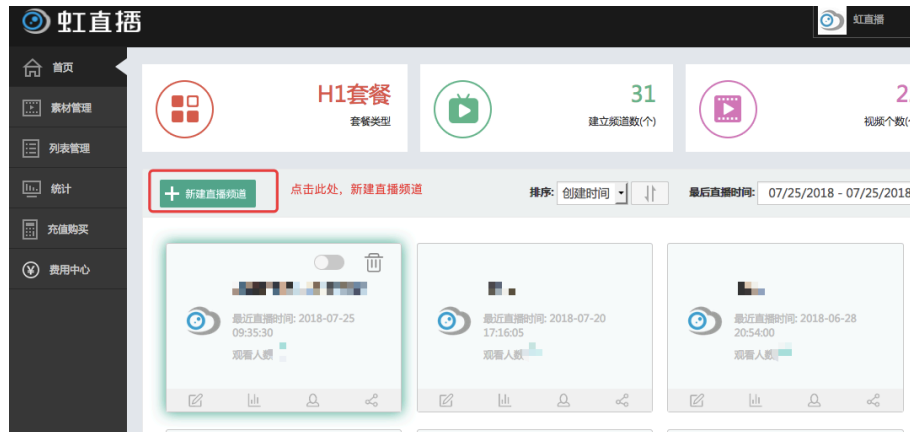 虹直播
虹直播
首页
素材管理
列表管理
统计
充值购买
费用中心
H1套餐
套餐类型
31
建立频道数(个)
2
视频个数(
新建直播频道
点击此处，新建直播频道
排序: 创建时间
最后直播时间: 07/25/2018 - 07/25/2018
最近直播时间: 2018-07-25
09:35:30
观看人数
最近直播时间: 2018-07-20
17:16:05
观看人数
最近直播时间: 2018-06-28
20:54:00
观看人数